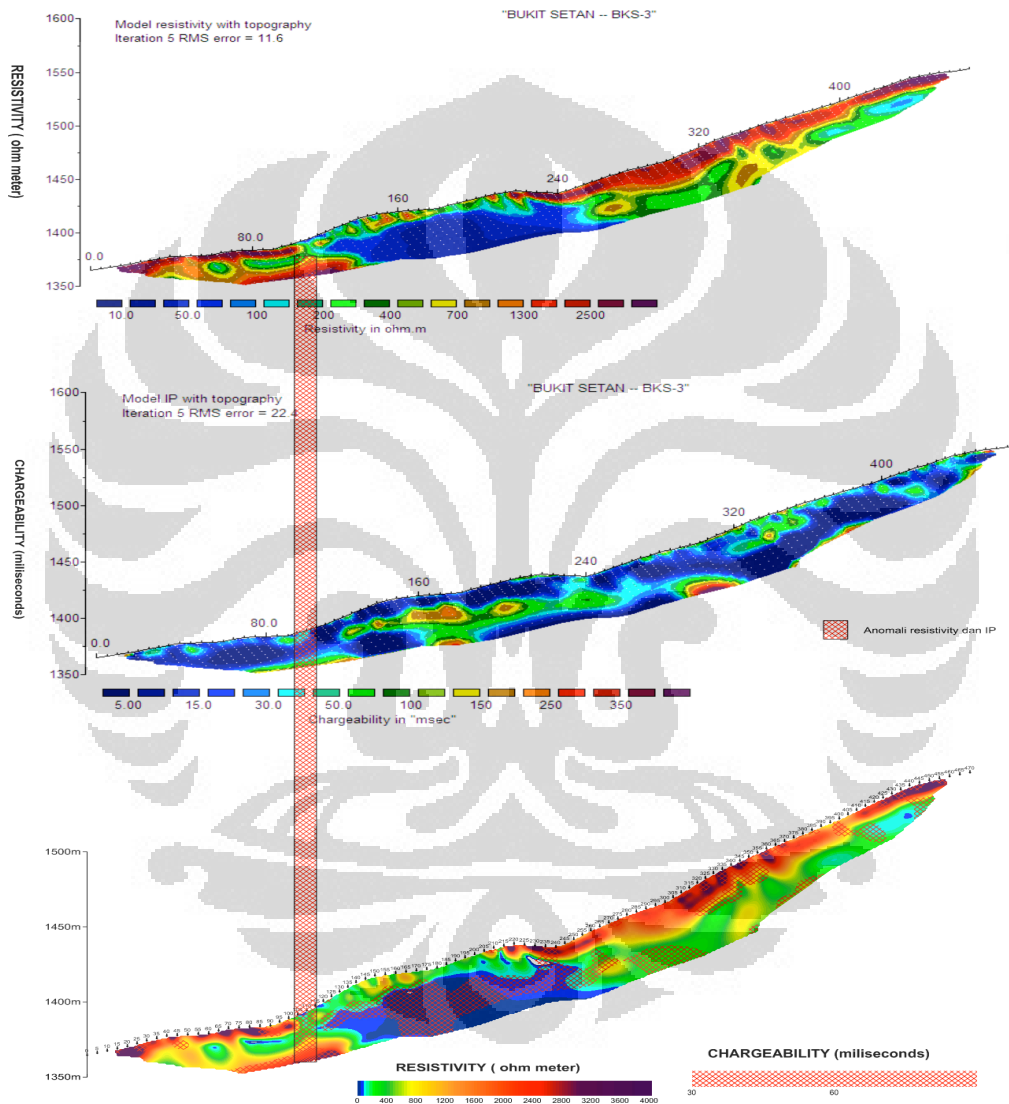 "BUKIT SETAN -- BKS-3"
Model resistivity with topography
Iteration 5 RMS error = 11.6
RESISTIVITY ( ohm meter)
1600
1550
1500
1450
1400
1350
0.0
80.0
160
240
320
400
10.0 50.0 100 200 400 700 1300 2500
Resistivity in ohm.m
"BUKIT SETAN -- BKS-3"
Model IP with topography
Iteration 5 RMS error = 22.4
CHARGEABILITY (miliseconds)
1600
1550
1500
1450
1400
1350
0.0
80.0
160
240
320
400
Anomali resistivity dan IP
5.00 15.0 30.0 50.0 100 150 250 350
Chargeability in "msec"
1500m
1450m
1400m
1350m
RESISTIVITY ( ohm meter)
0 400 800 1200 1600 2000 2400 2800 3200 3600 4000
CHARGEABILITY (miliseconds)
30 60